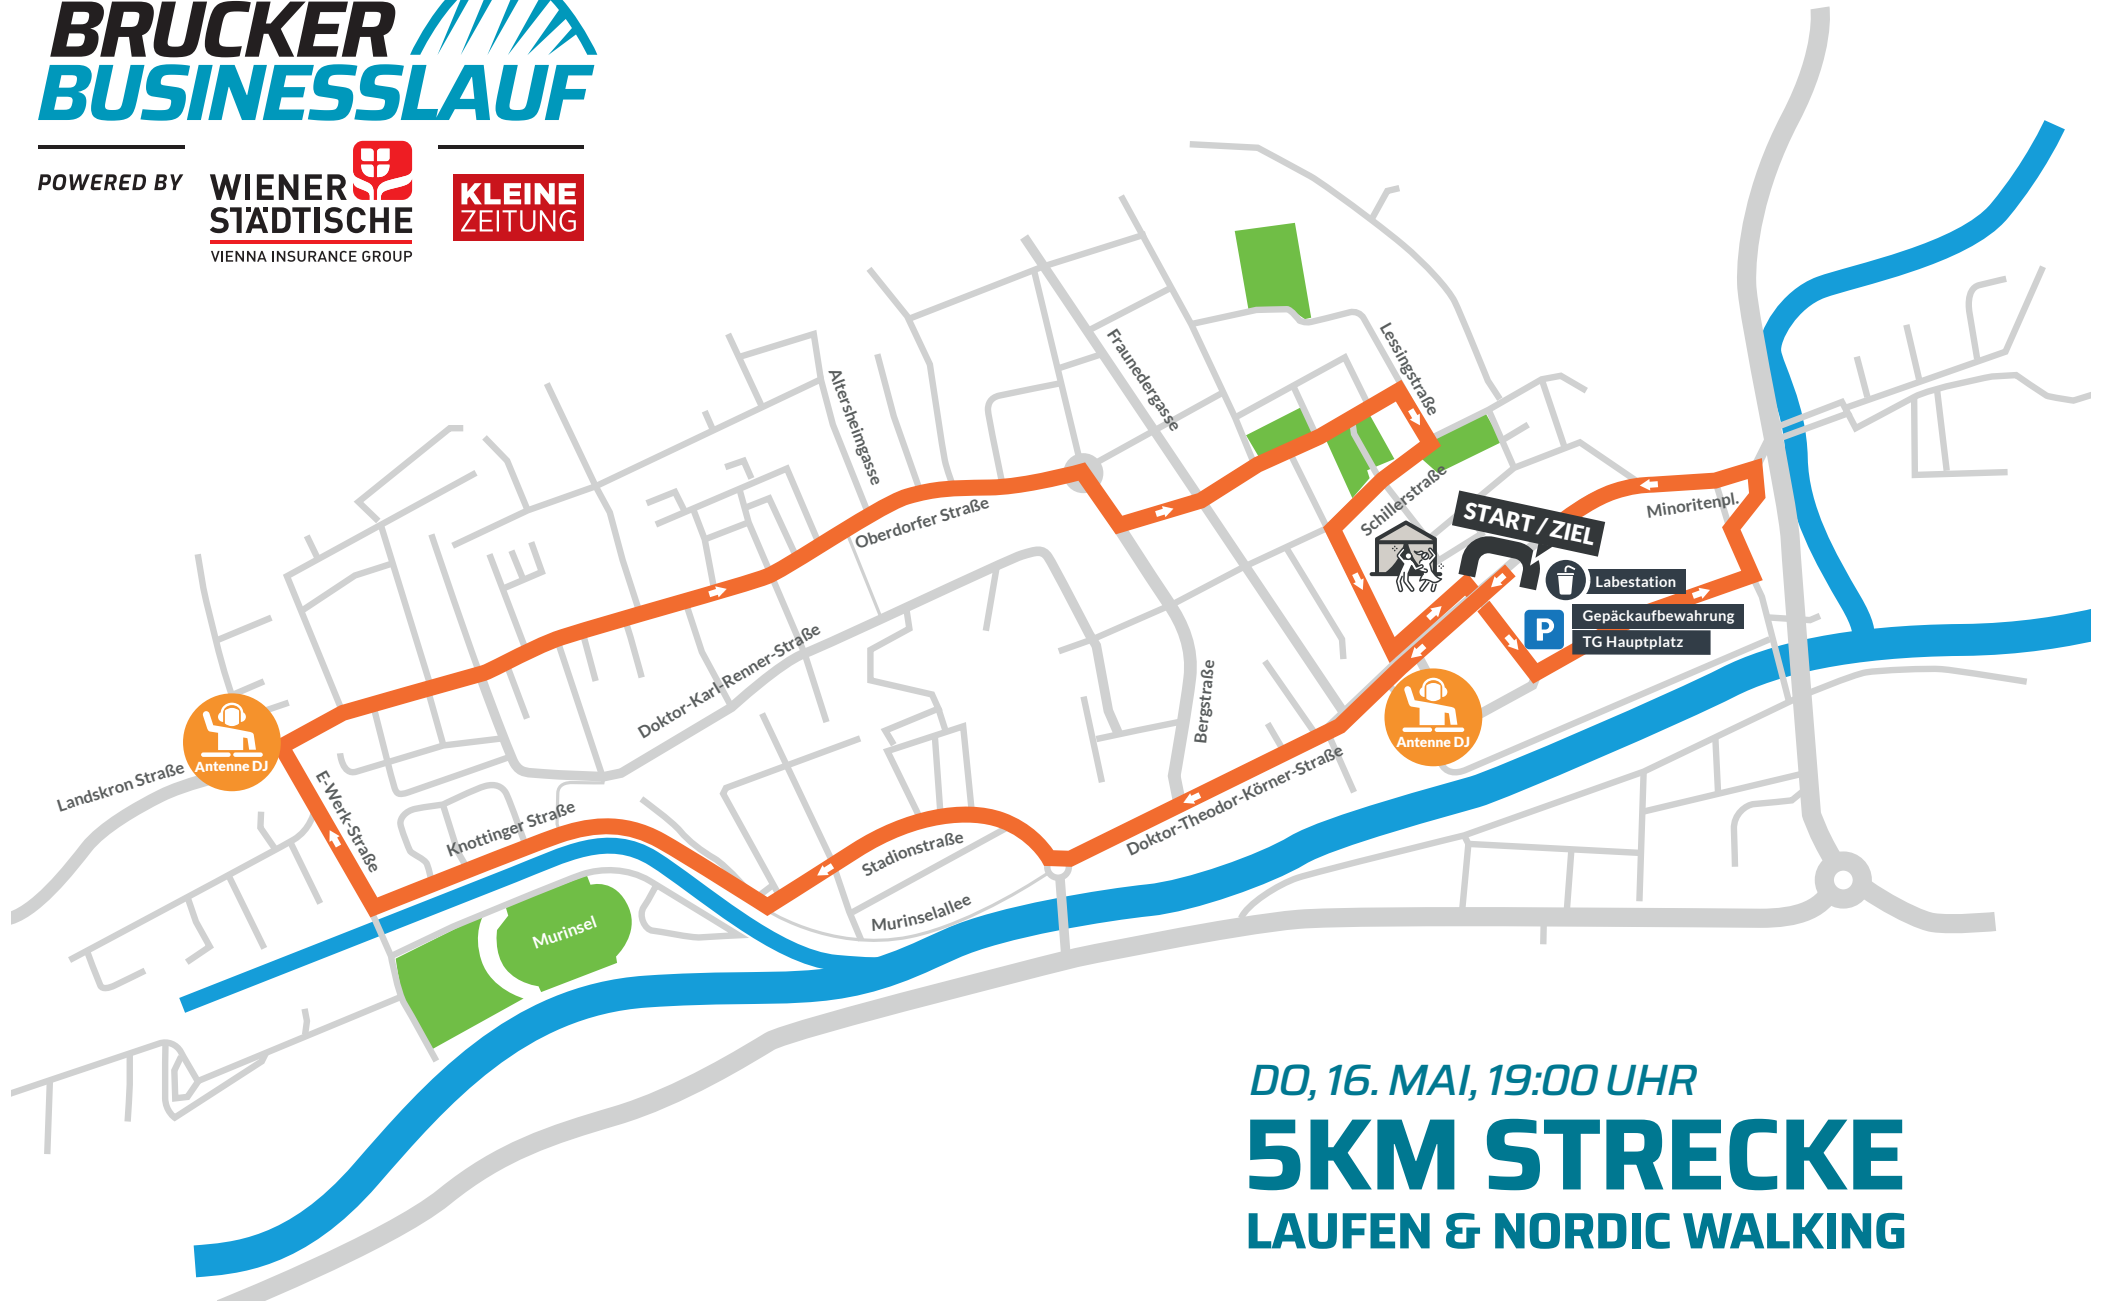 BRUCKER
BUSINESSLAUF
POWERED BY
WIENER
STÄDTISCHE
VIENNA INSURANCE GROUP
KLEINE
ZEITUNG
Lessingstraße
Fraunedergasse
Altersheimgasse
Schillerstraße
Oberdorfer Straße
START / ZIEL
Minoritenpl.
Labestation
P
Gepäckaufbewahrung
TG Hauptplatz
Doktor-Karl-Renner-Straße
Bergstraße
Antenne DJ
Antenne DJ
Landskron Straße
E-Werk-Straße
Knottinger Straße
Doktor-Theodor-Körner-Straße
Stadionstraße
Murinselallee
Murinsel
DO, 16. MAI, 19:00 UHR
5KM STRECKE
LAUFEN & NORDIC WALKING